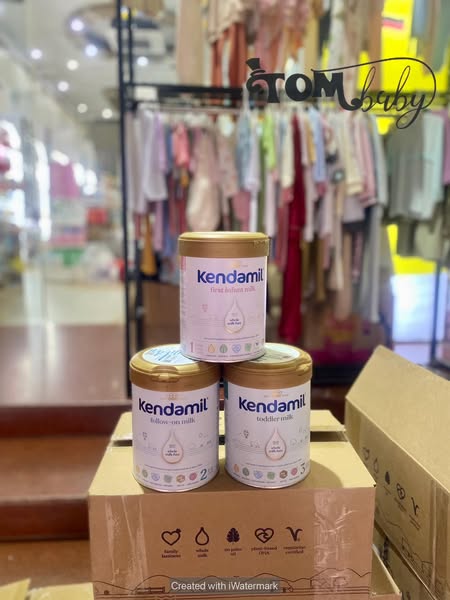 TOM baby
Kendamil
first infant milk
whole
milk fats
1
Kendamil
follow-on milk
whole
milk fats
2
Kendamil
toddler milk
whole
milk fats
3
family
business
whole
milk
no palm
oil
plant-based
DHA
vegetarian
certified
Created with iWatermark